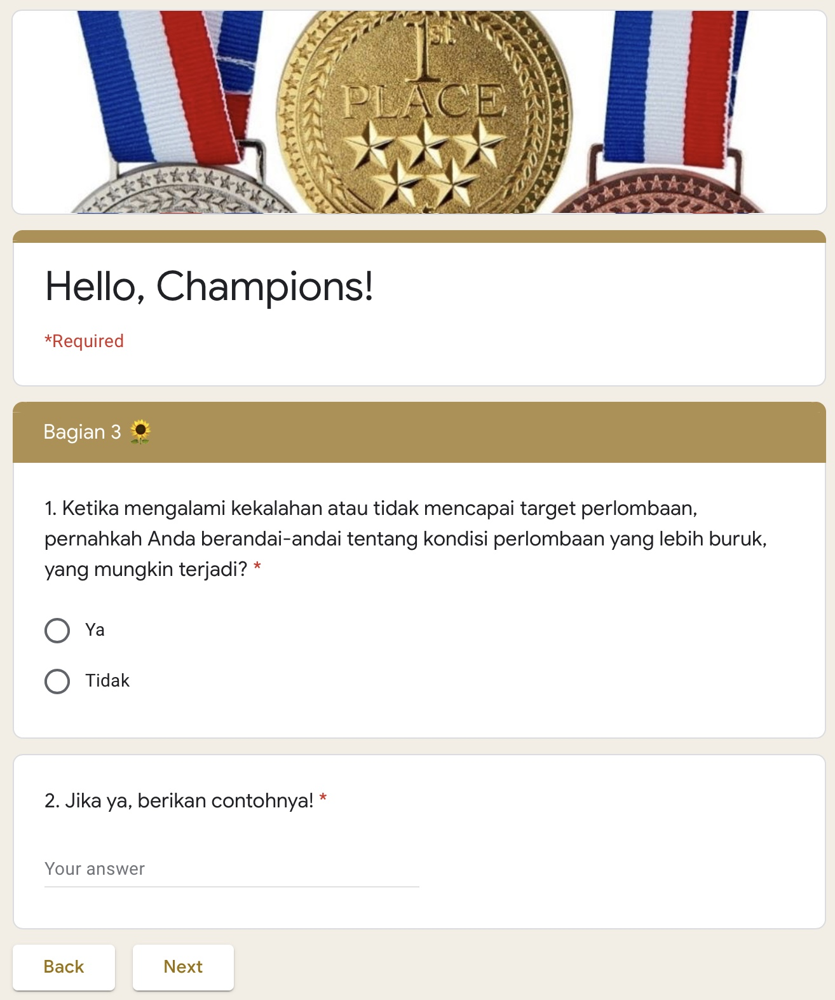 1st
PLACE
Hello, Champions!
*Required
Bagian 3 🌻
1. Ketika mengalami kekalahan atau tidak mencapai target perlombaan,
pernahkah Anda berandai-andai tentang kondisi perlombaan yang lebih buruk,
yang mungkin terjadi? *
Ya
Tidak
2. Jika ya, berikan contohnya! *
Your answer
Back
Next